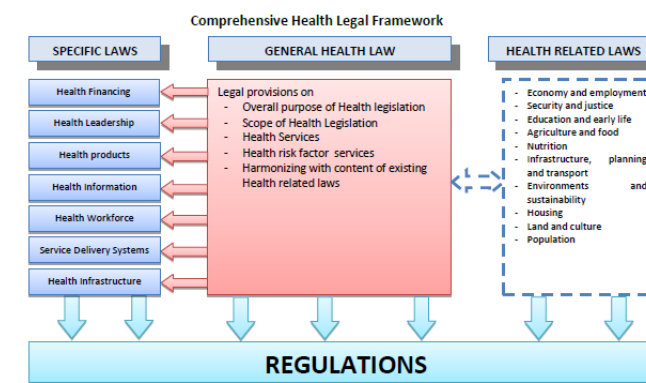 Comprehensive Health Legal Framework
SPECIFIC LAWS
GENERAL HEALTH LAW
HEALTH RELATED LAWS
Health Financing
Health Leadership
Health products
Health Information
Health Workforce
Service Delivery Systems
Health Infrastructure
Legal provisions on
- Overall purpose of Health legislation
- Scope of Health Legislation
- Health Services
- Health risk factor services
- Harmonizing with content of existing
Health related laws
- Economy and employment
- Security and justice
- Education and early life
- Agriculture and food
- Nutrition
- Infrastructure, planning
and transport
- Environments and
sustainability
- Housing
- Land and culture
- Population
REGULATIONS